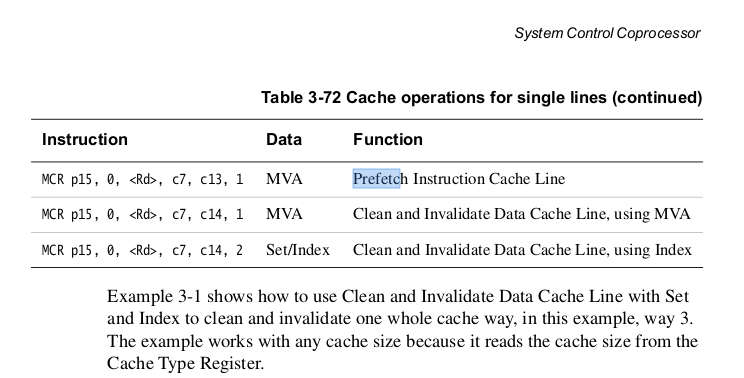 System Control Coprocessor
Table 3-72 Cache operations for single lines (continued)
Instruction Data Function
MCR p15, 0, <Rd>, c7, c13, 1 MVA Prefetch Instruction Cache Line
MCR p15, 0, <Rd>, c7, c14, 1 MVA Clean and Invalidate Data Cache Line, using MVA
MCR p15, 0, <Rd>, c7, c14, 2 Set/Index Clean and Invalidate Data Cache Line, using Index
Example 3-1 shows how to use Clean and Invalidate Data Cache Line with Set
and Index to clean and invalidate one whole cache way, in this example, way 3.
The example works with any cache size because it reads the cache size from the
Cache Type Register.